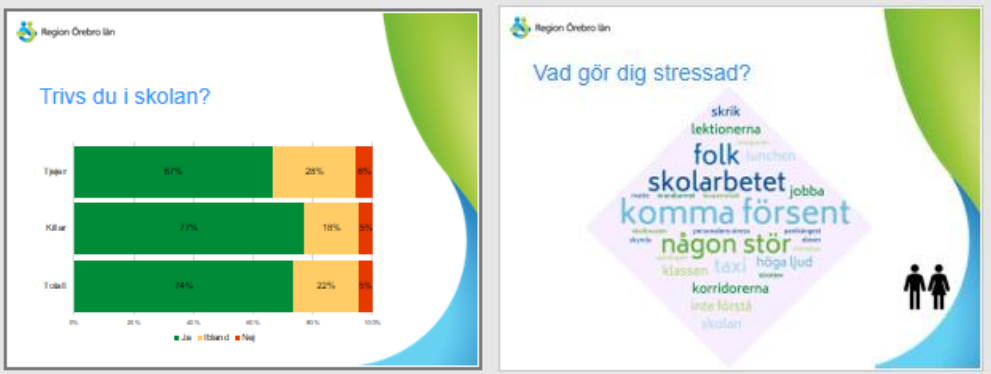 Region Örebro län
Trivs du i skolan?
Tjejer 67% 28% 6%
Killar 77% 18% 5%
Totalt 74% 22% 5%
0% 20% 40% 60% 80% 100%
Ja Ibland Nej
Region Örebro län
Vad gör dig stressad?
skrik
lektionerna
folk lunchen
skolarbetet jobba
komma försent
skynda någon stör
klassen taxi höga ljud
korridorerna
inte förstå
skolan